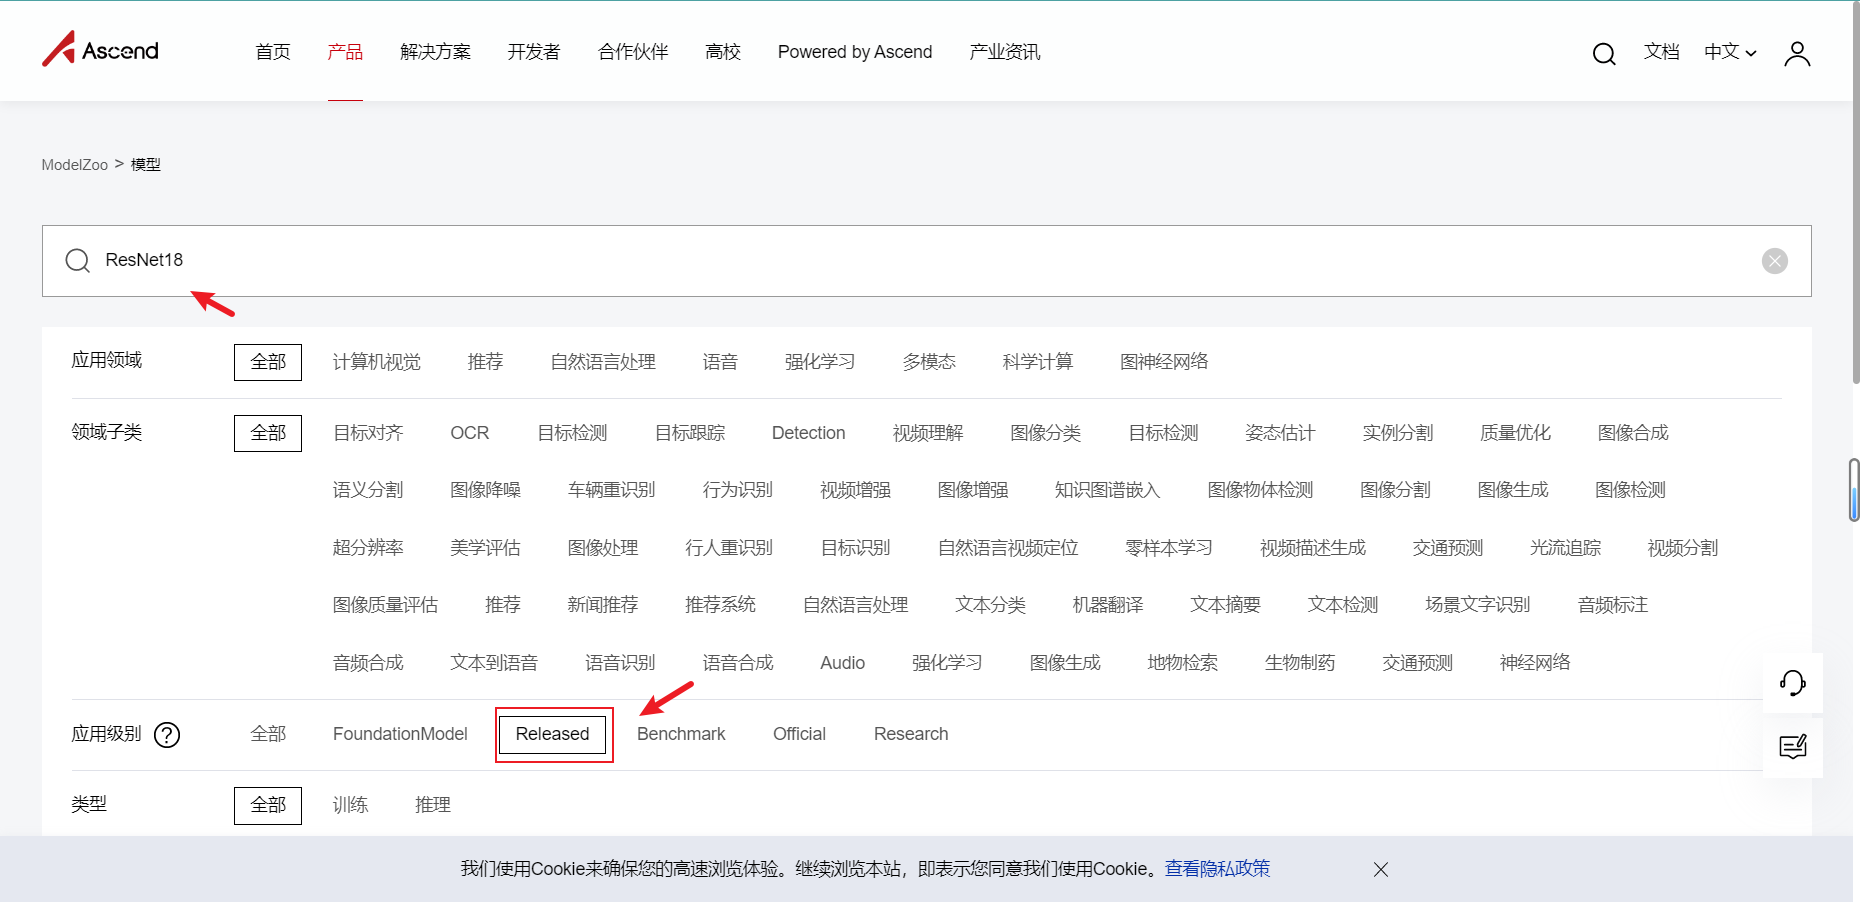 Ascend 首页 产品 解决方案 开发者 合作伙伴 高校 Powered by Ascend 产业资讯 文档 中文
ModelZoo > 模型
ResNet18
应用领域 全部 计算机视觉 推荐 自然语言处理 语音 强化学习 多模态 科学计算 图神经网络
领域子类 全部 目标对齐 OCR 目标检测 目标跟踪 Detection 视频理解 图像分类 目标检测 姿态估计 实例分割 质量优化 图像合成
语义分割 图像降噪 车辆重识别 行为识别 视频增强 图像增强 知识图谱嵌入 图像物体检测 图像分割 图像生成 图像检测
超分辨率 美学评估 图像处理 行人重识别 目标识别 自然语言视频定位 零样本学习 视频描述生成 交通预测 光流追踪 视频分割
图像质量评估 推荐 新闻推荐 推荐系统 自然语言处理 文本分类 机器翻译 文本摘要 文本检测 场景文字识别 音频标注
音频合成 文本到语音 语音识别 语音合成 Audio 强化学习 图像生成 地物检索 生物制药 交通预测 神经网络
应用级别 ? 全部 FoundationModel Released Benchmark Official Research
类型 全部 训练 推理
我们使用Cookie来确保您的高速浏览体验。继续浏览本站，即表示您同意我们使用Cookie。查看隐私政策